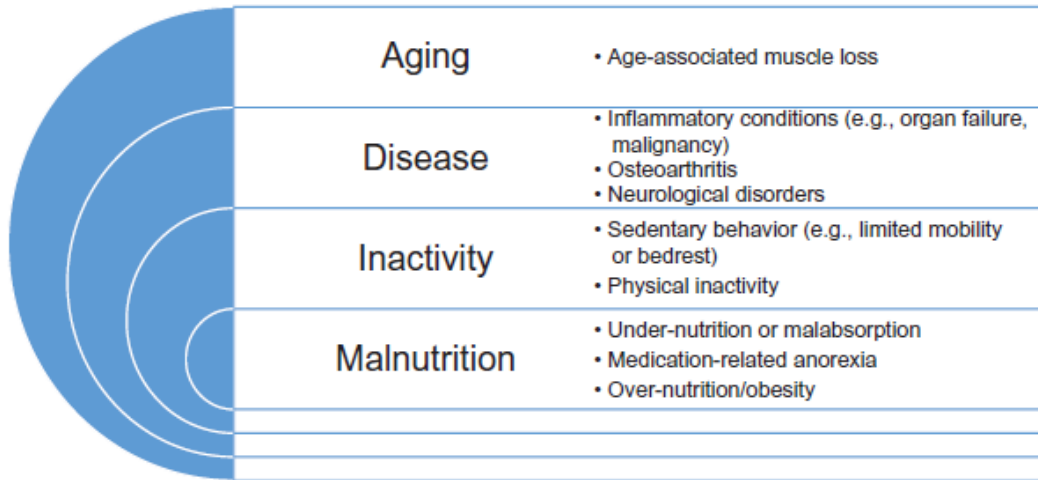 Aging
• Age-associated muscle loss
Disease
• Inflammatory conditions (e.g., organ failure,
malignancy)
• Osteoarthritis
• Neurological disorders
Inactivity
• Sedentary behavior (e.g., limited mobility
or bedrest)
• Physical inactivity
Malnutrition
• Under-nutrition or malabsorption
• Medication-related anorexia
• Over-nutrition/obesity